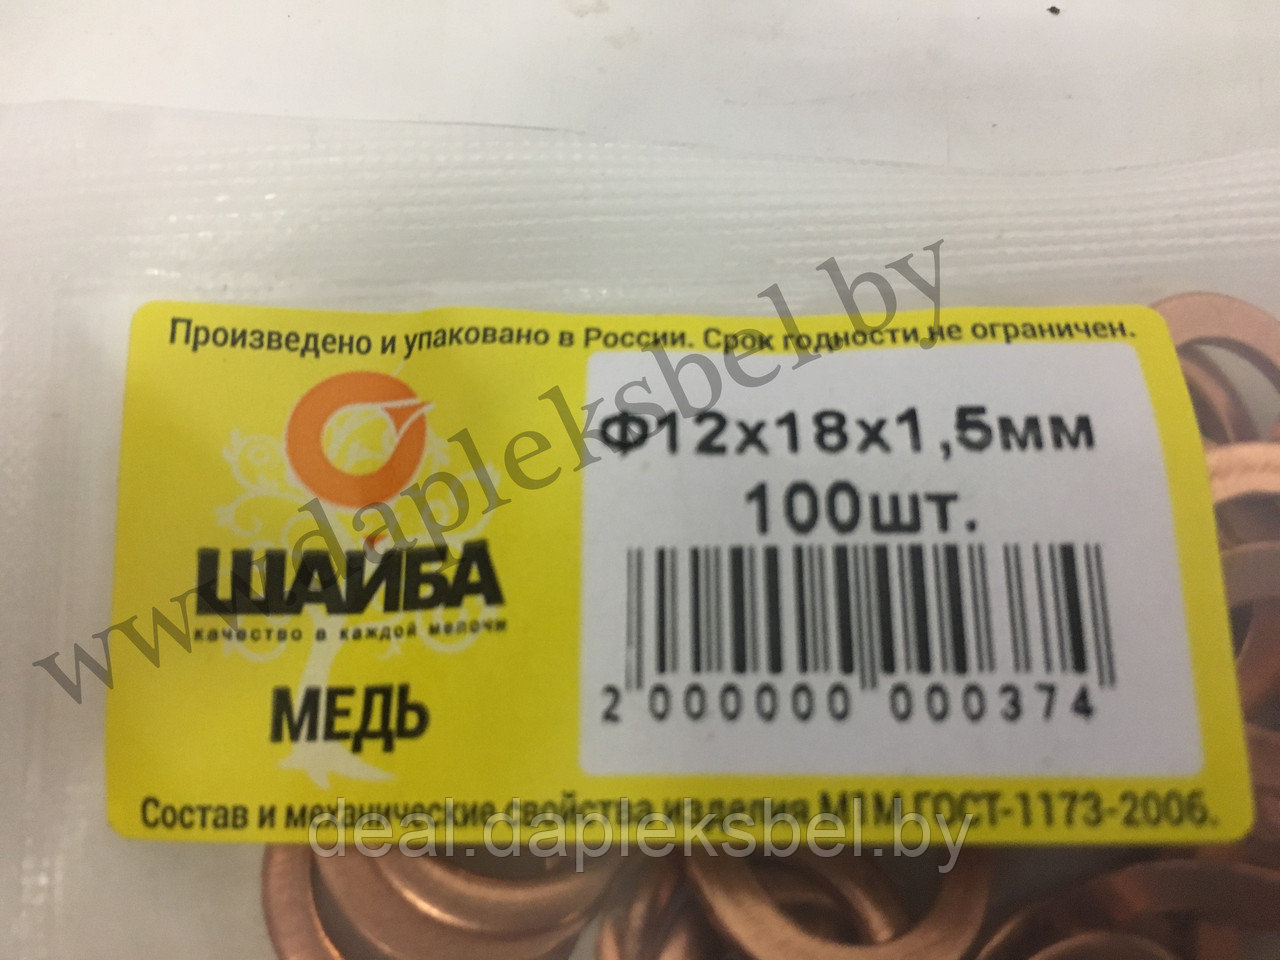 Произведено и упаковано в России. Срок годности не ограничен.
Ф12х18х1,5мм
100шт.
ШАЙБА
качество в каждой мелочи
МЕДЬ
2 000000 000374
Состав и механические свойства изделия М1М ГОСТ-1173-2006.
www.dapleksbel.by
deal.dapleksbel.by